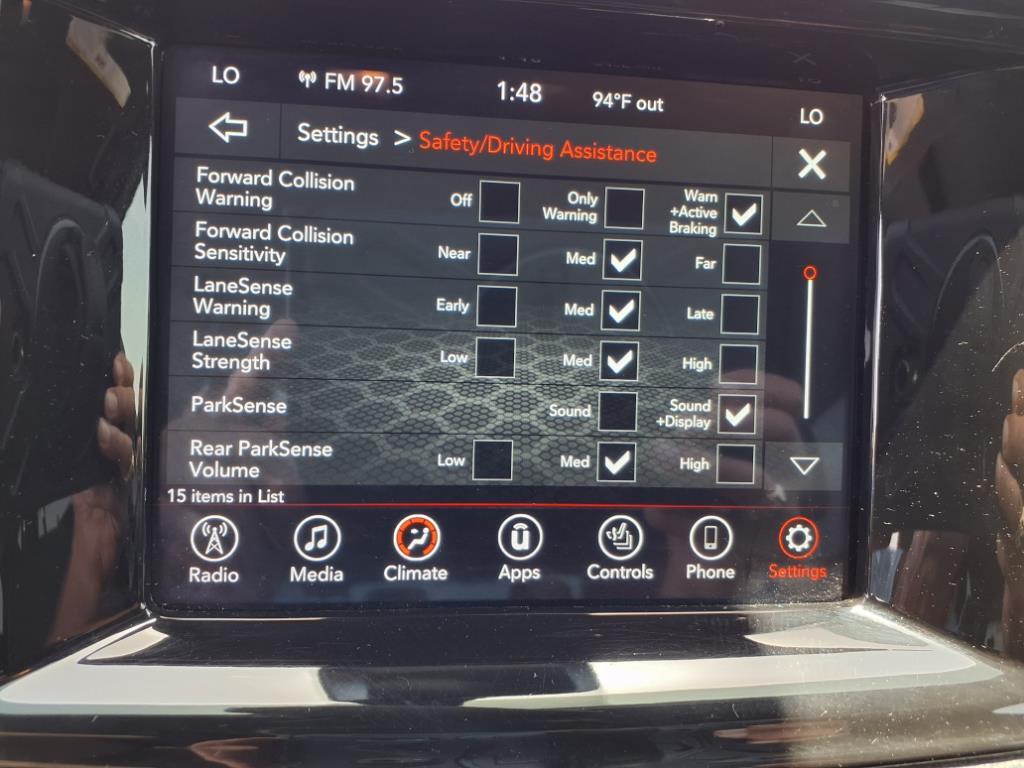 LO FM 97.5 1:48 94°F out LO
Settings > Safety/Driving Assistance
Forward Collision
Warning
Off
Only
Warning
Warn
+Active
Braking
Forward Collision
Sensitivity
Near
Med
Far
LaneSense
Warning
Early
Med
Late
LaneSense
Strength
Low
Med
High
ParkSense
Sound
Sound
+Display
Rear ParkSense
Volume
Low
Med
High
15 items in List
Radio Media Climate Apps Controls Phone Settings